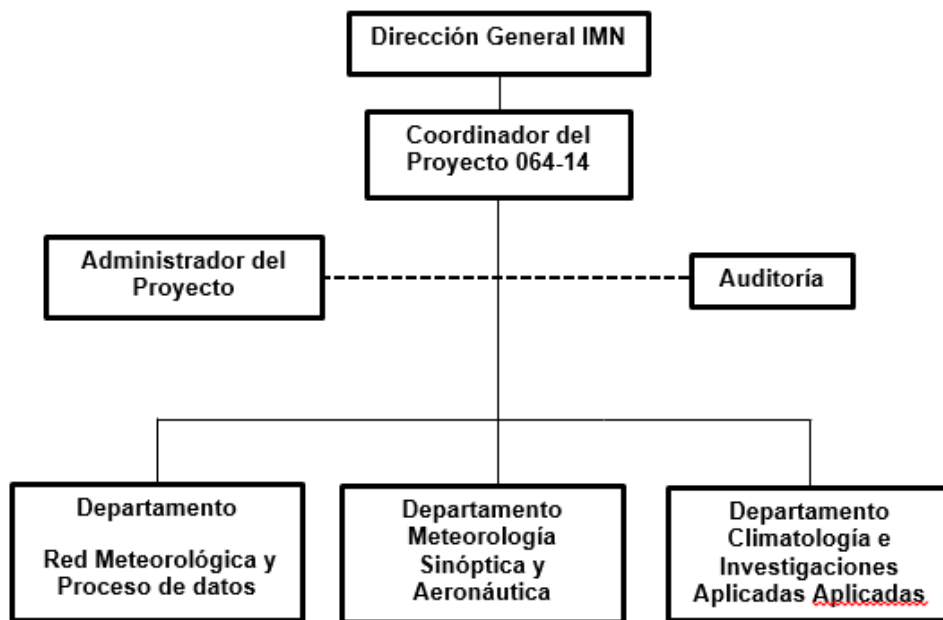 Dirección General IMN
Coordinador del
Proyecto 064-14
Administrador del
Proyecto
Auditoría
Departamento
Red Meteorológica y
Proceso de datos
Departamento
Meteorología
Sinóptica y
Aeronáutica
Departamento
Climatología e
Investigaciones
Aplicadas Aplicadas